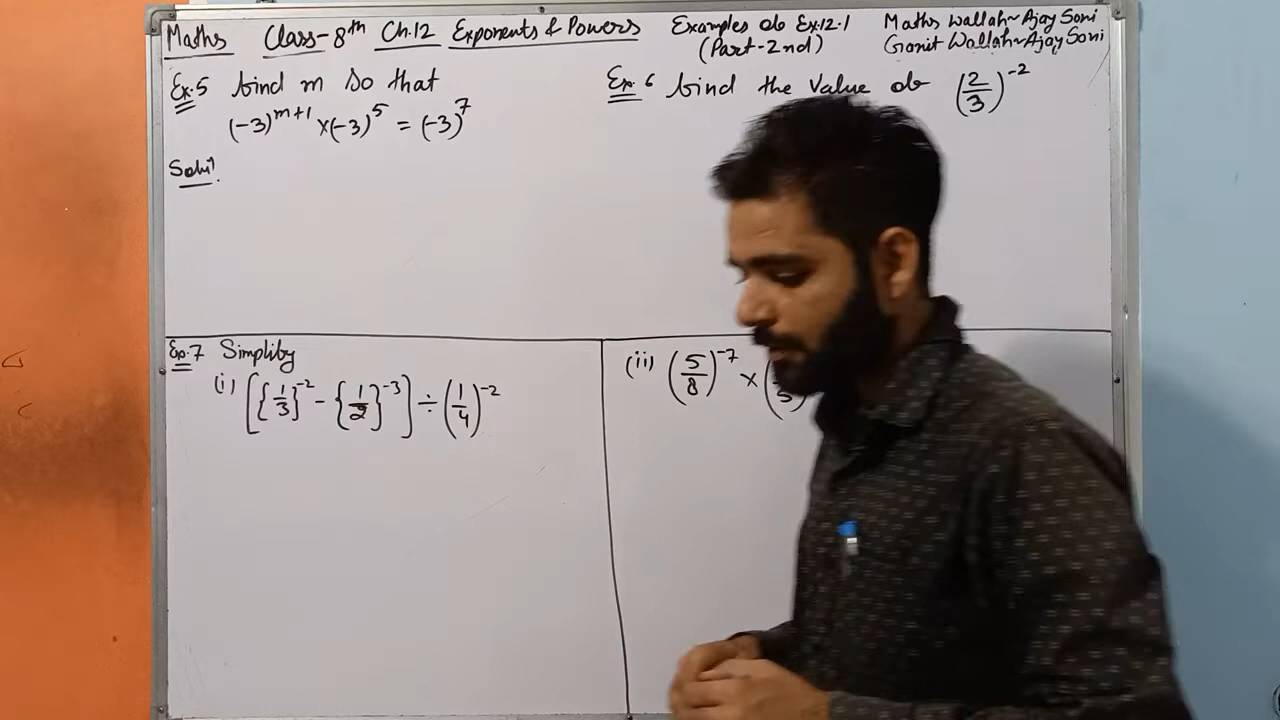 Maths Class-8th Ch.12 Exponents & Powers Examples of Ex.12.1 Maths Wallah~Ajay Soni
(Part-2nd) Ganit Wallah~Ajay Soni
Ex.5 find m so that
(-3)^{m+1} × (-3)^5 = (-3)^7
Soln.
Ex.6 find the value of (2/3)^{-2}
Ex.7 Simplify
(i) [{1/3}^{-2} - {1/2}^{-3}] ÷ (1/4)^{-2}
(ii) (5/8)^{-7} × (